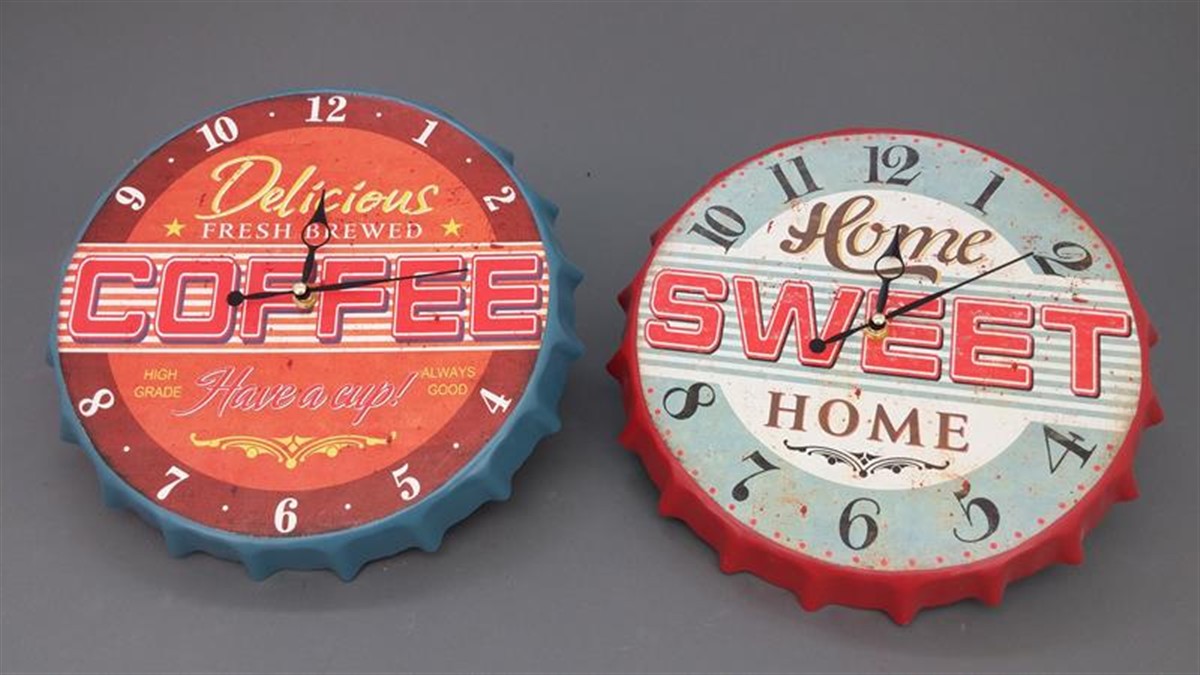 12
10 1
9 2
Delicious
FRESH BREWED
COFFEE
HIGH
GRADE
Have a cup!
ALWAYS
GOOD
8 4
7 5
6
12
11 1
10 2
Home
SWEET
HOME
8 4
7 5
6